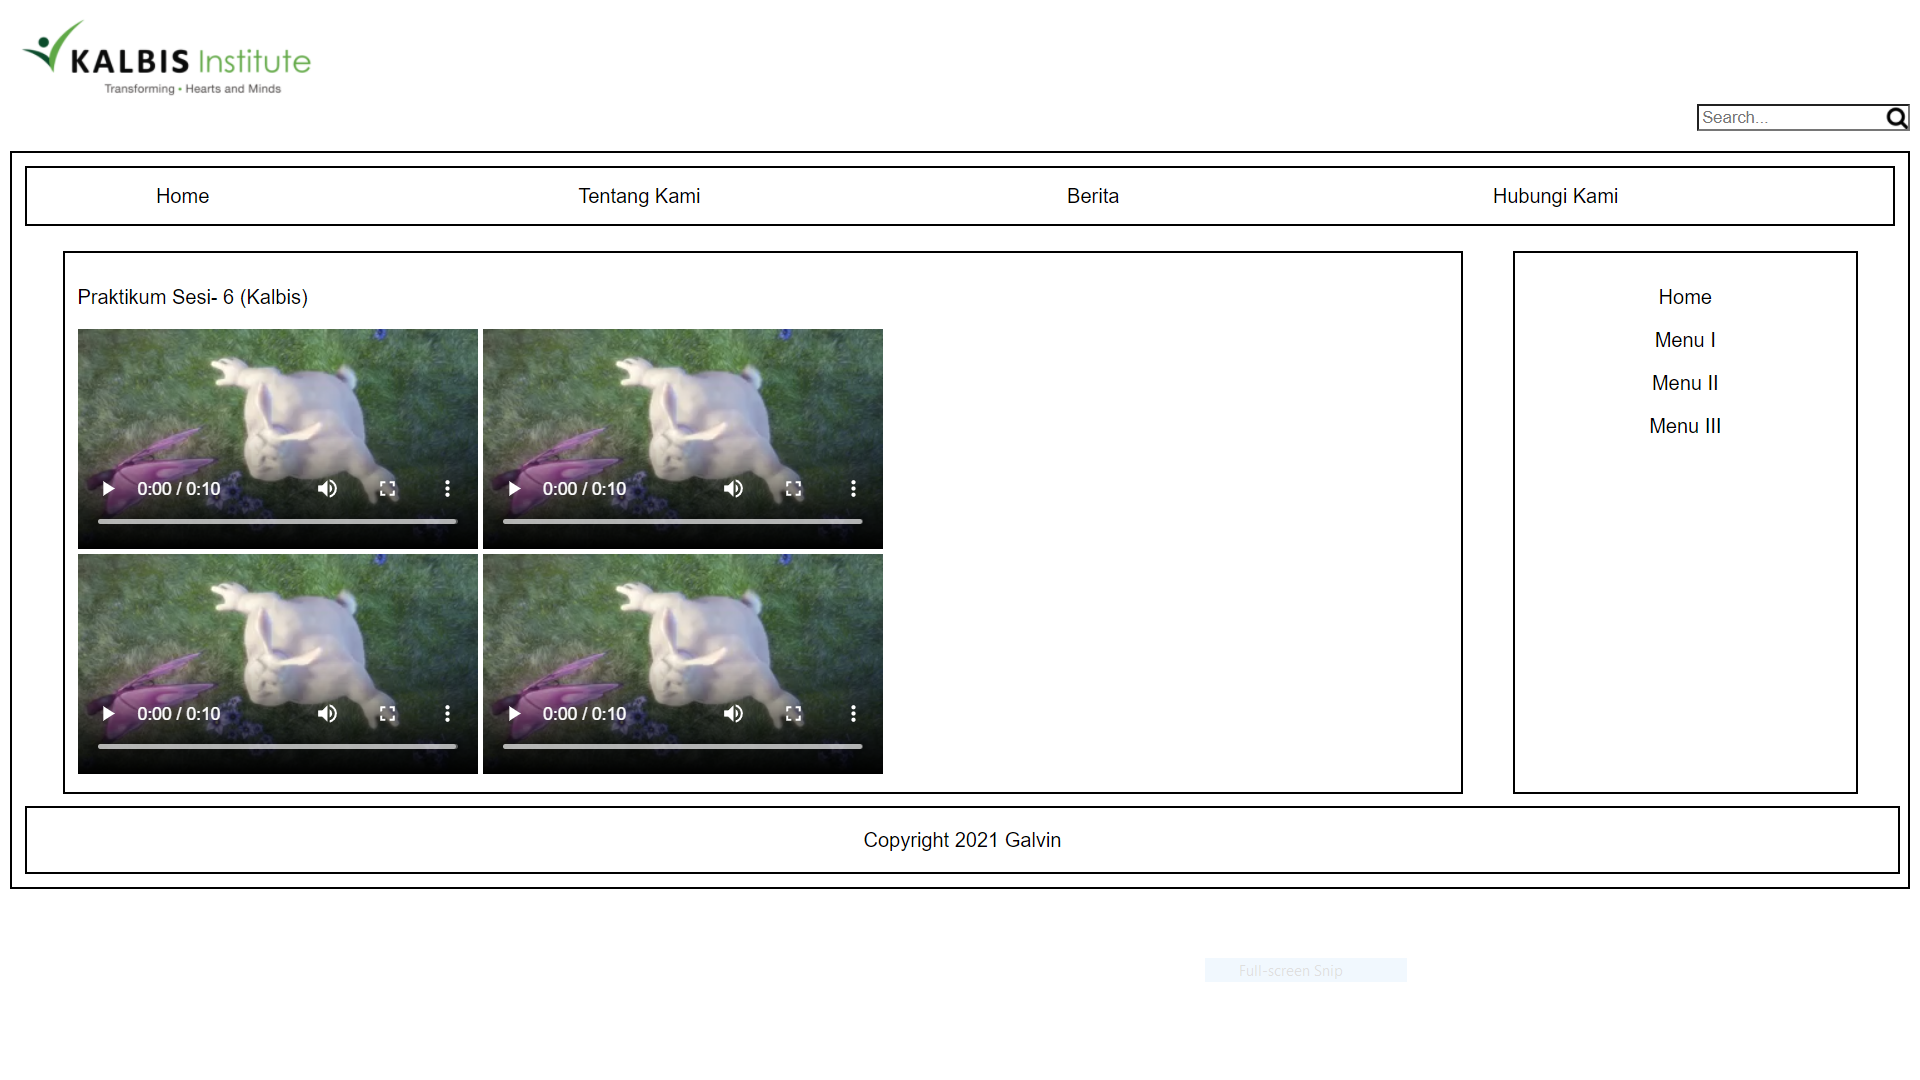 KALBIS Institute
Transforming • Hearts and Minds
Search...
Home
Tentang Kami
Berita
Hubungi Kami
Praktikum Sesi- 6 (Kalbis)
0:00 / 0:10
0:00 / 0:10
0:00 / 0:10
0:00 / 0:10
Home
Menu I
Menu II
Menu III
Copyright 2021 Galvin
Full-screen Snip